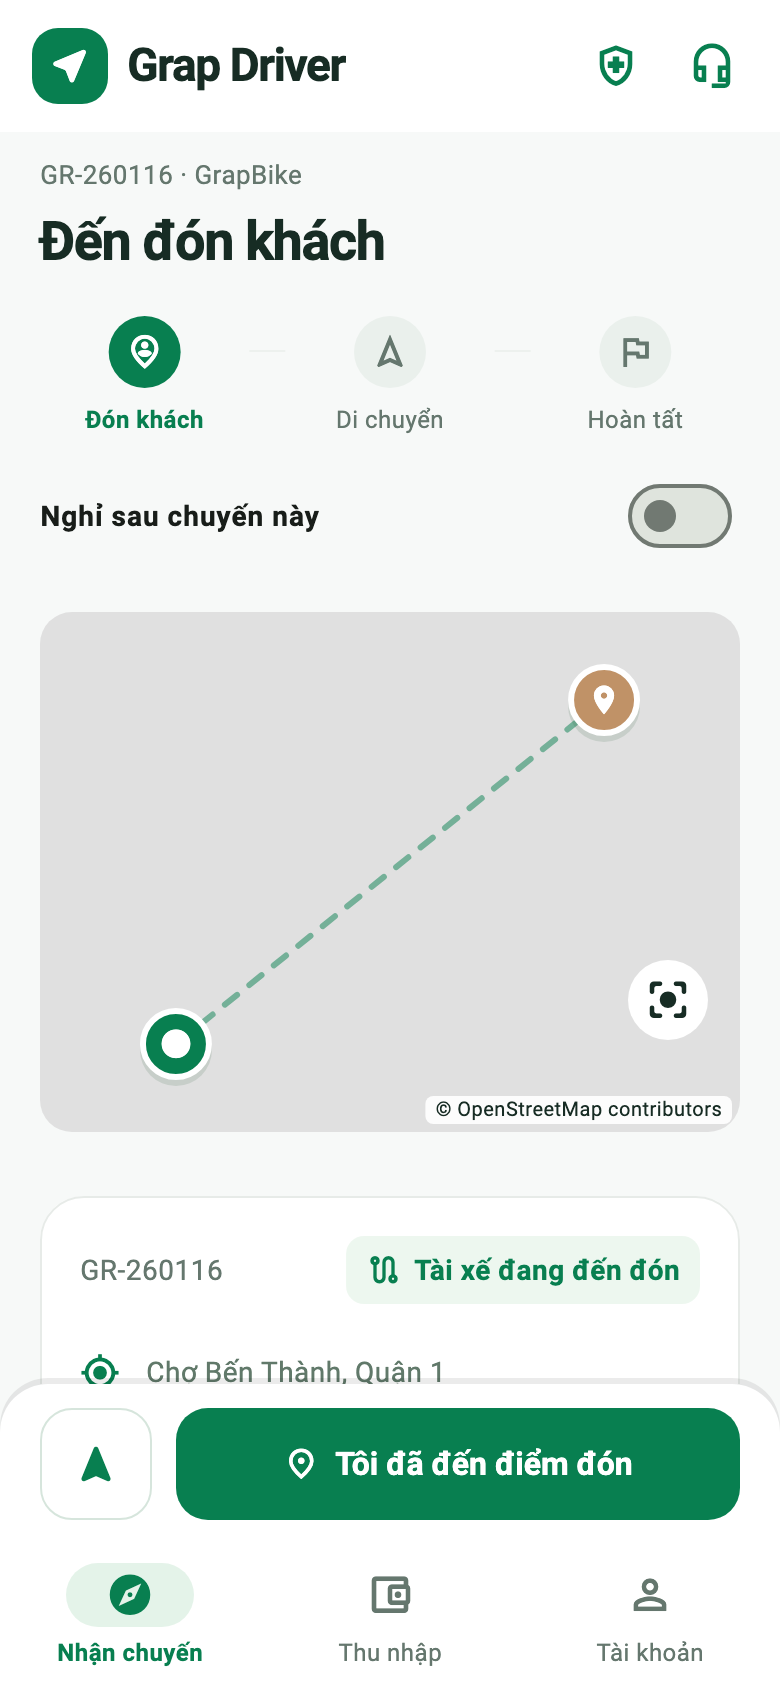 Grap Driver
GR-260116 · GrapBike
Đến đón khách
Đón khách
Di chuyển
Hoàn tất
Nghỉ sau chuyến này
© OpenStreetMap contributors
GR-260116
Tài xế đang đến đón
Chợ Bến Thành, Quận 1
Tôi đã đến điểm đón
Nhận chuyến
Thu nhập
Tài khoản